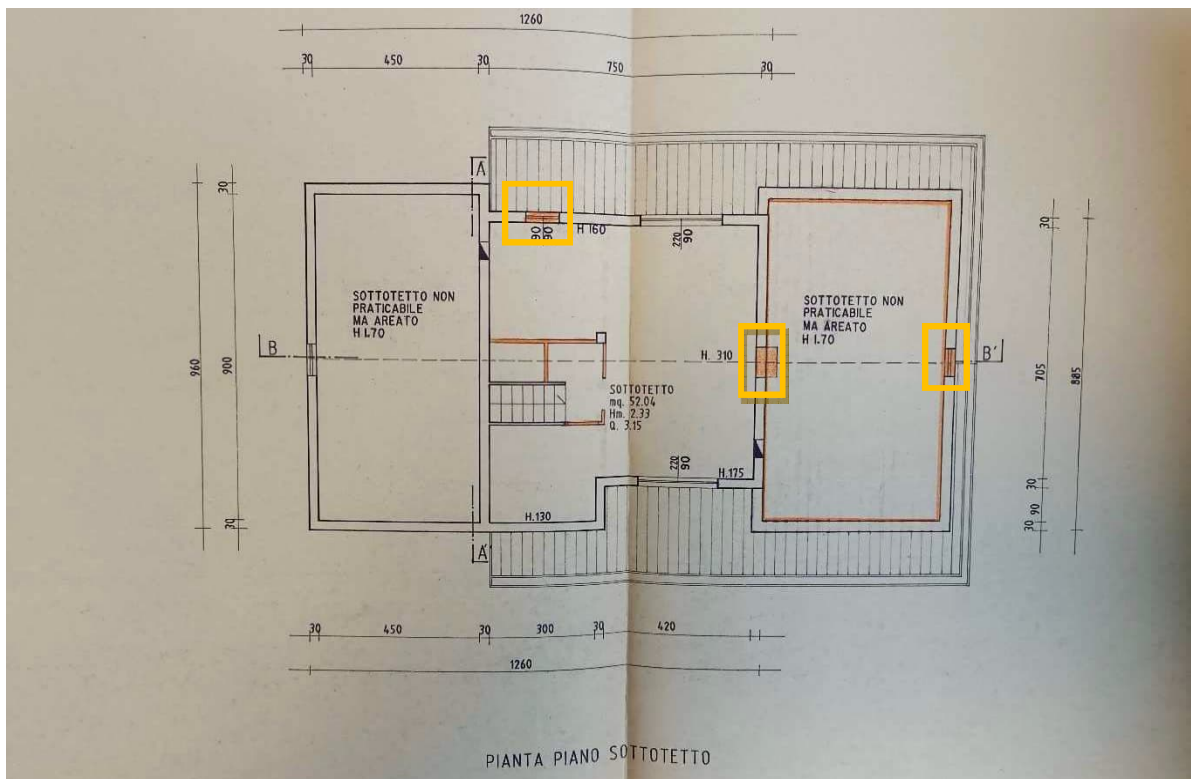 1260
30 450 30 750 30
A
30
90
90
H 160
220
90
30
SOTTOTETTO NON
PRATICABILE
MA AREATO
H 1.70
SOTTOTETTO NON
PRATICABILE
MA AREATO
H 1.70
B
H. 310
B'
960
900
705
885
SOTTOTETTO
mq. 52.04
Hm. 2.33
Q. 3.15
220
90
H.175
30
90
H.130
30
30
A'
30 450 30 300 30 420
1260
PIANTA PIANO SOTTOTETTO